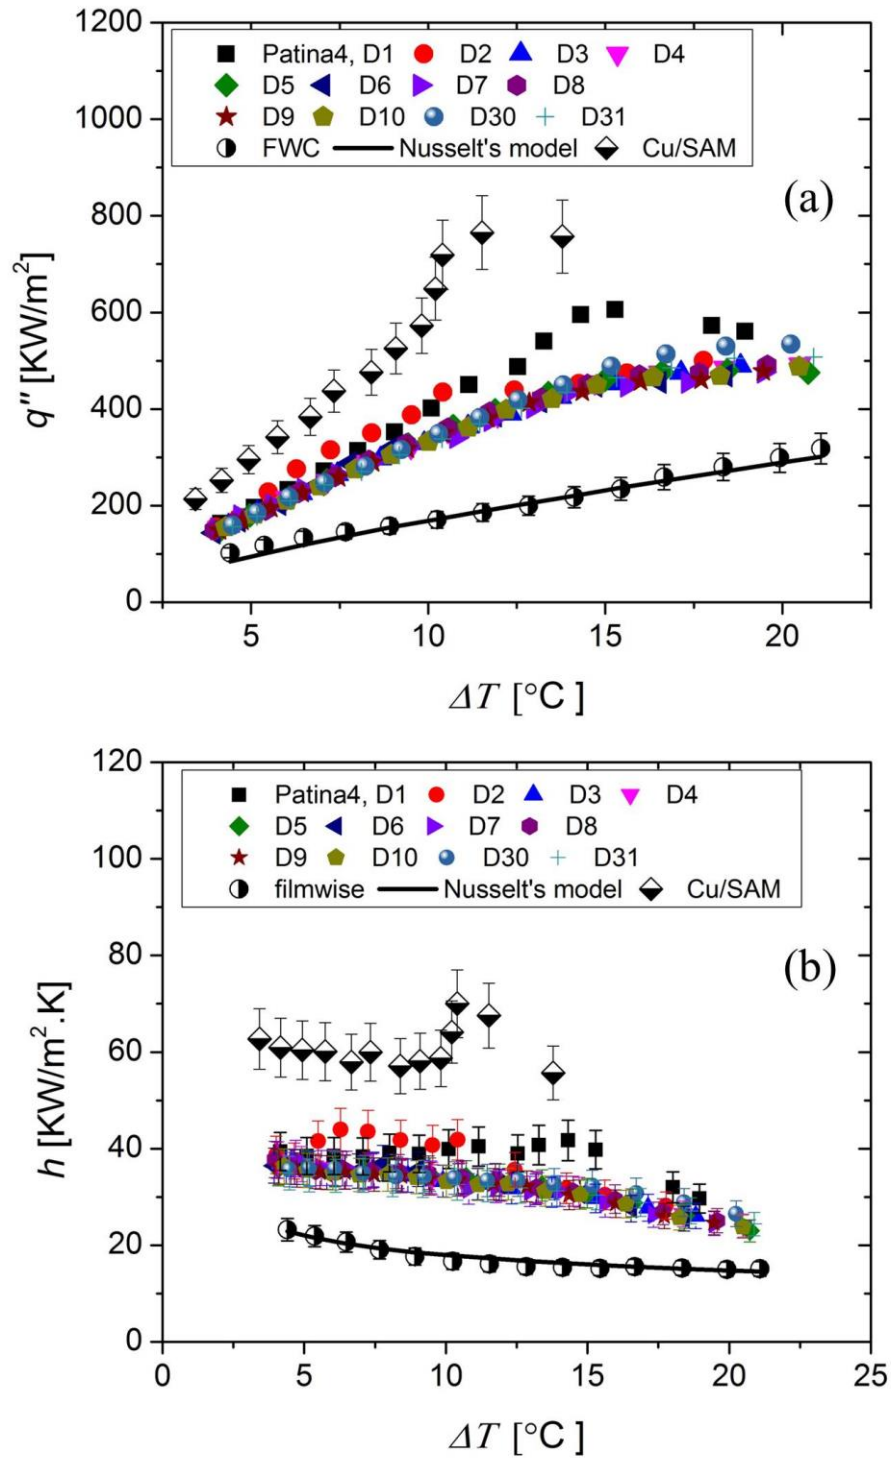 1200
1000
800
600
400
200
0
q″ [KW/m²]
Patina4, D1 D2 D3 D4
D5 D6 D7 D8
D9 D10 D30 D31
FWC Nusselt's model Cu/SAM
(a)
5 10 15 20
ΔT [°C ]
120
100
80
60
40
20
0
h [KW/m².K]
Patina4, D1 D2 D3 D4
D5 D6 D7 D8
D9 D10 D30 D31
filmwise Nusselt's model Cu/SAM
(b)
0 5 10 15 20 25
ΔT [°C ]